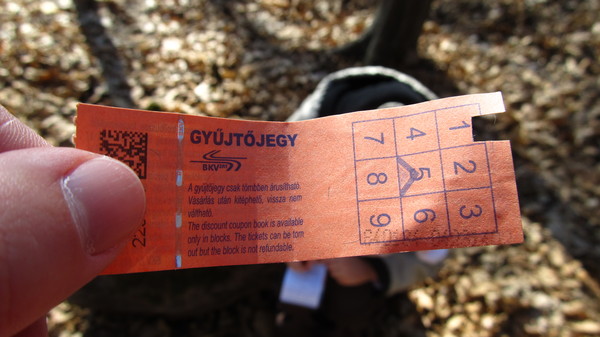 GYŰJTŐJEGY
BKV
A gyűjtőjegy csak tömbben árusítható.
Vásárlás után kitéphető, vissza nem
váltható.
The discount coupon book is available
only in blocks. The tickets can be torn
out but the block is not refundable.
7 4 1
8 5 2
9 6 3